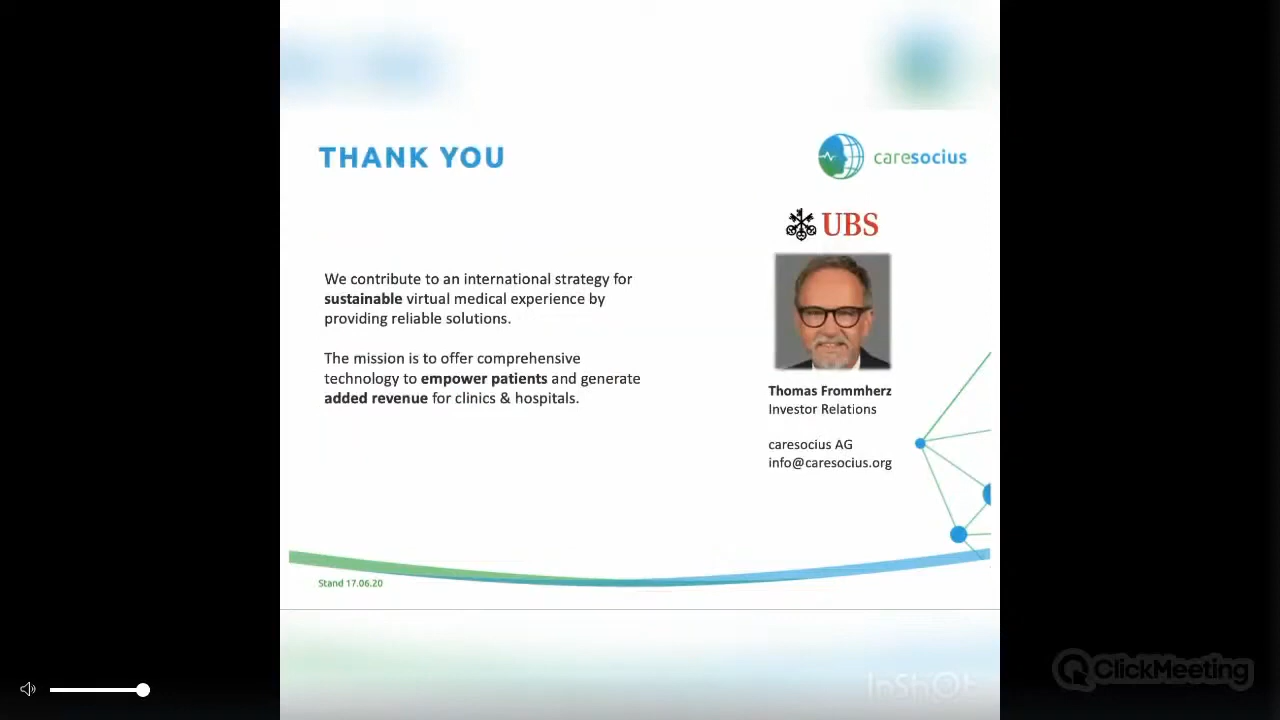 THANK YOU
caresocius
UBS
We contribute to an international strategy for
sustainable virtual medical experience by
providing reliable solutions.
The mission is to offer comprehensive
technology to empower patients and generate
added revenue for clinics & hospitals.
Thomas Frommherz
Investor Relations
caresocius AG
info@caresocius.org
Stand 17.06.20
ClickMeeting
InShOt